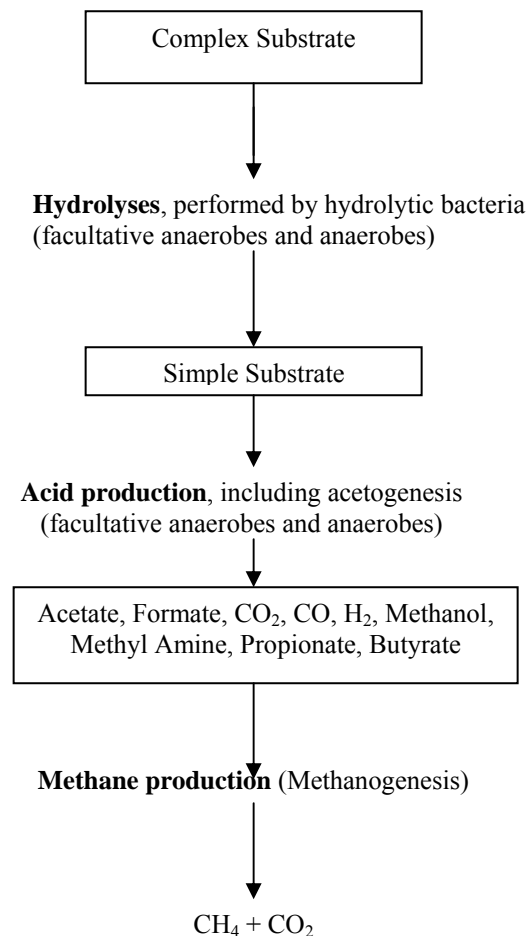 Complex Substrate
Hydrolyses, performed by hydrolytic bacteria
(facultative anaerobes and anaerobes)
Simple Substrate
Acid production, including acetogenesis
(facultative anaerobes and anaerobes)
Acetate, Formate, CO₂, CO, H₂, Methanol,
Methyl Amine, Propionate, Butyrate
Methane production (Methanogenesis)
CH₄ + CO₂